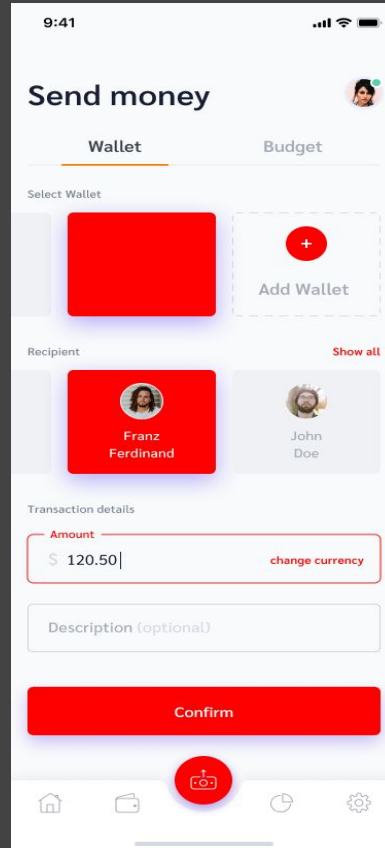 9:41
Send money
Wallet Budget
Select Wallet
+
Add Wallet
Recipient Show all
Franz
Ferdinand
John
Doe
Transaction details
Amount
$ 120.50
change currency
Description (optional)
Confirm